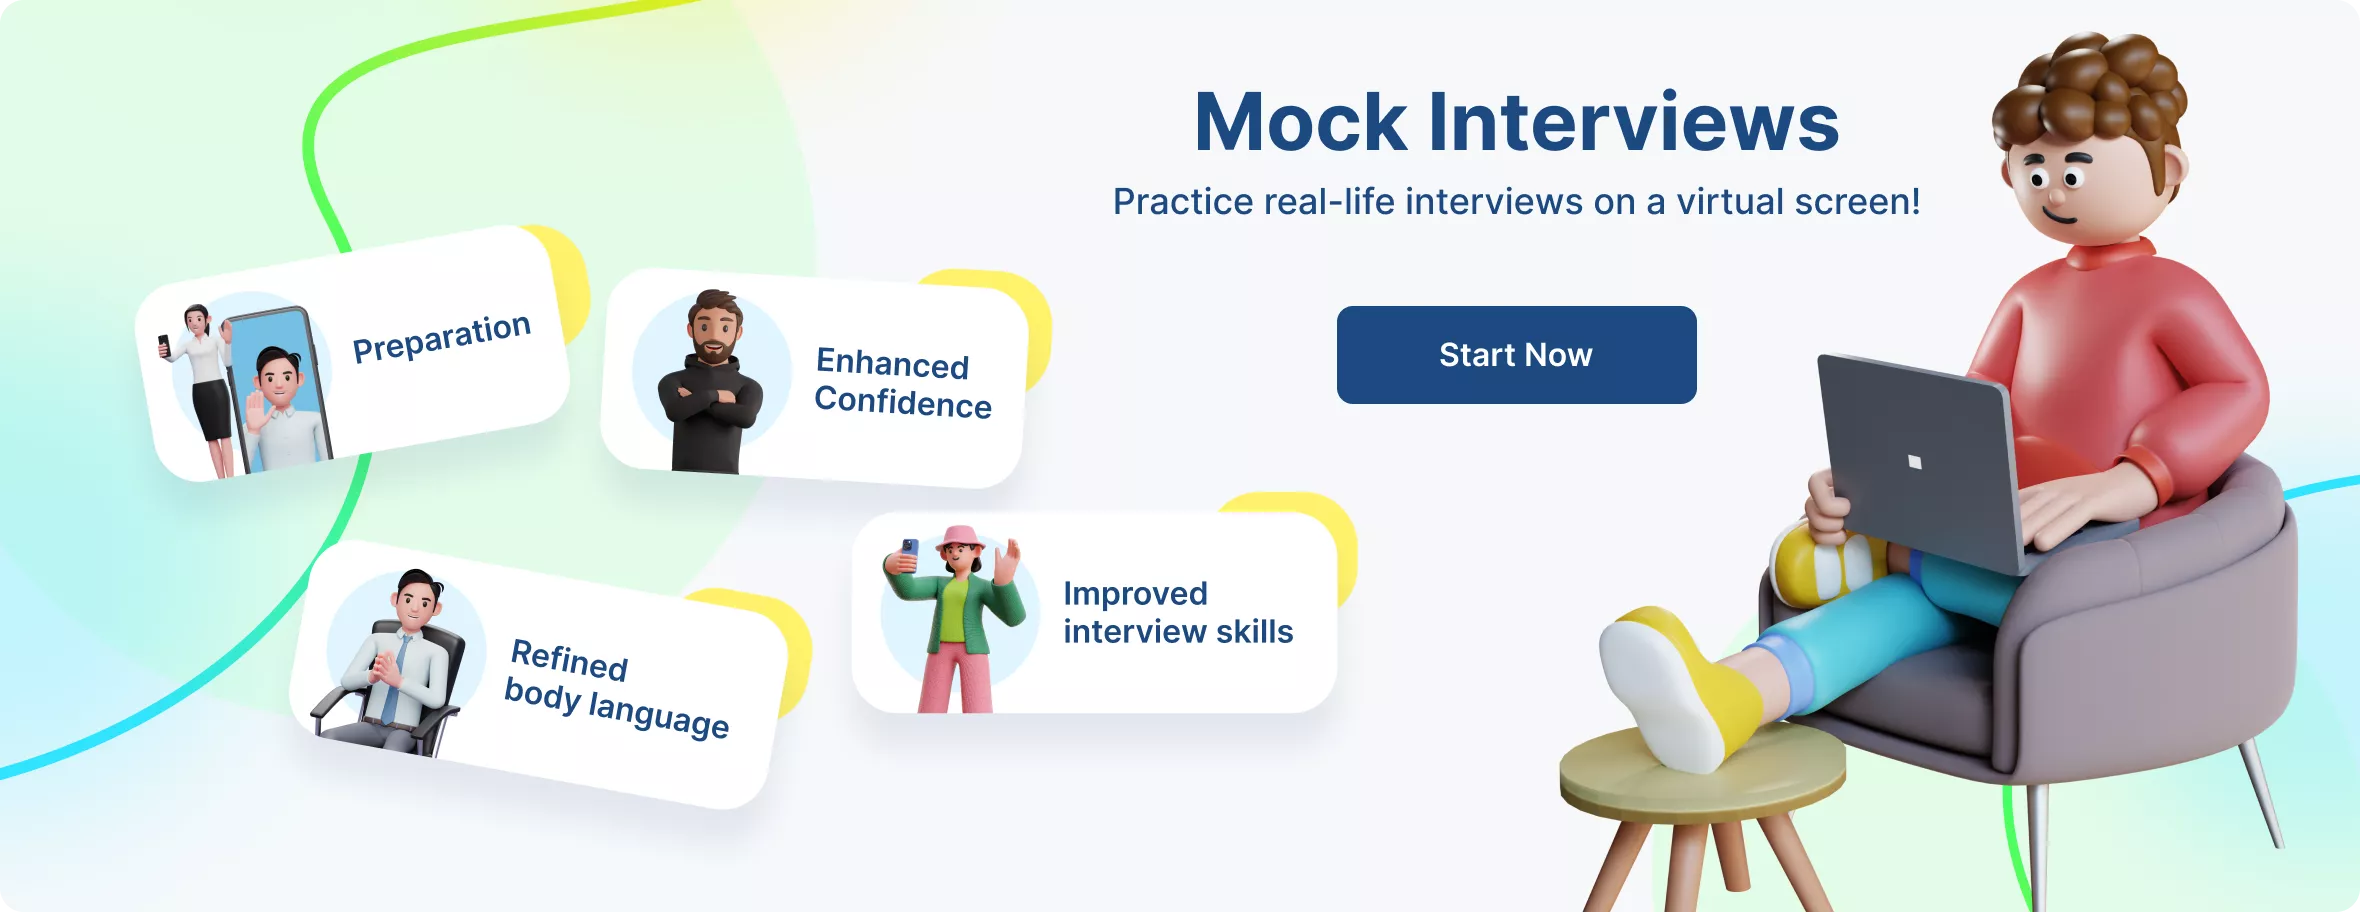 Mock Interviews
Practice real-life interviews on a virtual screen!
Start Now
Preparation
Enhanced
Confidence
Refined
body language
Improved
interview skills